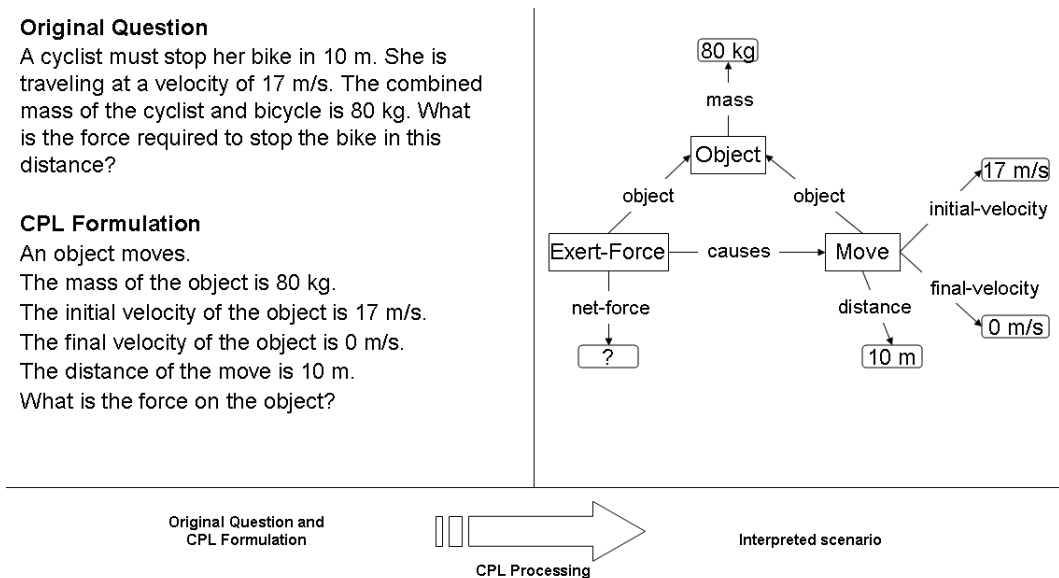 Original Question
A cyclist must stop her bike in 10 m. She is
traveling at a velocity of 17 m/s. The combined
mass of the cyclist and bicycle is 80 kg. What
is the force required to stop the bike in this
distance?
CPL Formulation
An object moves.
The mass of the object is 80 kg.
The initial velocity of the object is 17 m/s.
The final velocity of the object is 0 m/s.
The distance of the move is 10 m.
What is the force on the object?
80 kg
mass
Object
object
object
17 m/s
initial-velocity
Exert-Force
causes
Move
net-force
distance
final-velocity
?
10 m
0 m/s
Original Question and
CPL Formulation
CPL Processing
Interpreted scenario